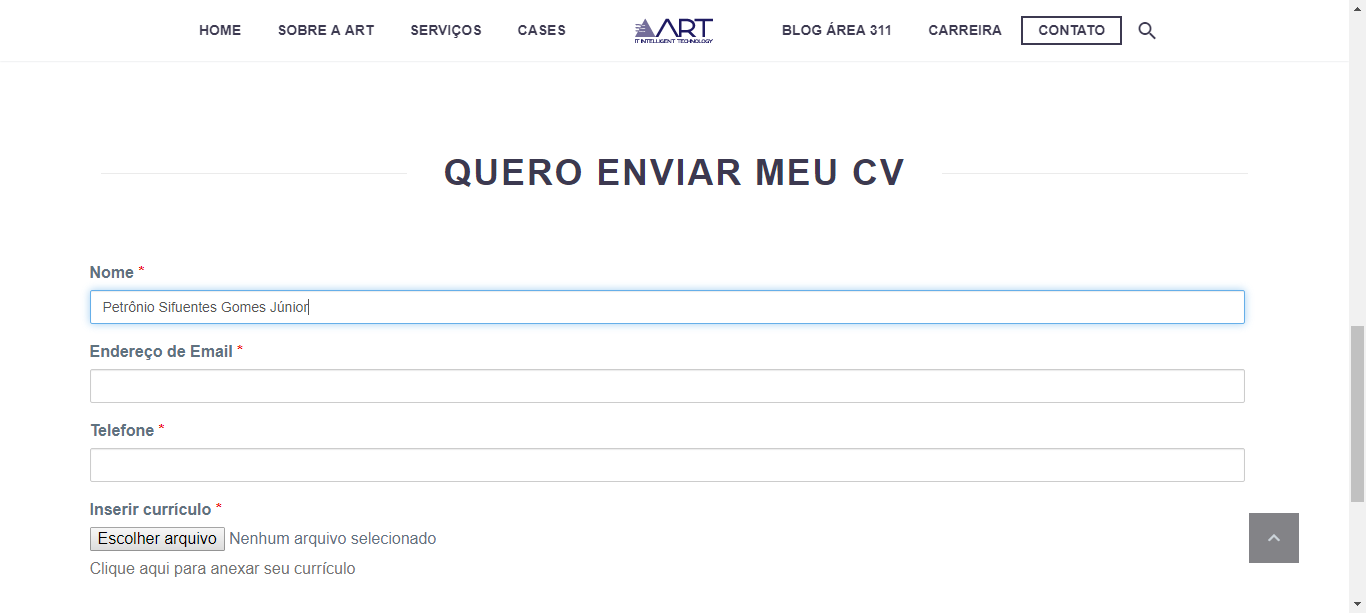 HOME SOBRE A ART SERVIÇOS CASES ART BLOG ÁREA 311 CARREIRA CONTATO
IT INTELLIGENT TECHNOLOGY
QUERO ENVIAR MEU CV
Nome *
Petrônio Sifuentes Gomes Júnior
Endereço de Email *
Telefone *
Inserir currículo *
Escolher arquivo Nenhum arquivo selecionado
Clique aqui para anexar seu currículo